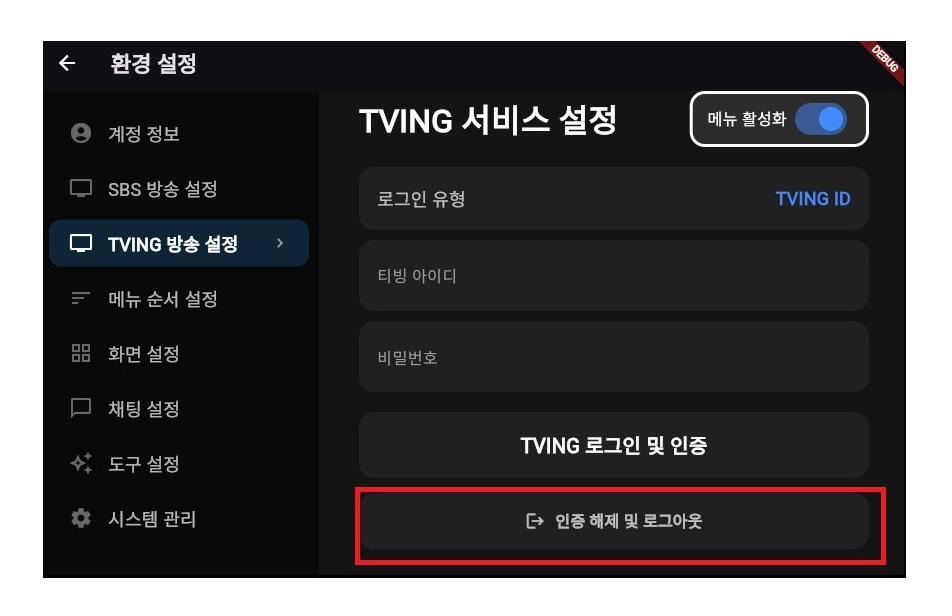 환경 설정
DEBUG
계정 정보
SBS 방송 설정
TVING 방송 설정
메뉴 순서 설정
화면 설정
채팅 설정
도구 설정
시스템 관리
TVING 서비스 설정
메뉴 활성화
로그인 유형
TVING ID
티빙 아이디
비밀번호
TVING 로그인 및 인증
인증 해제 및 로그아웃